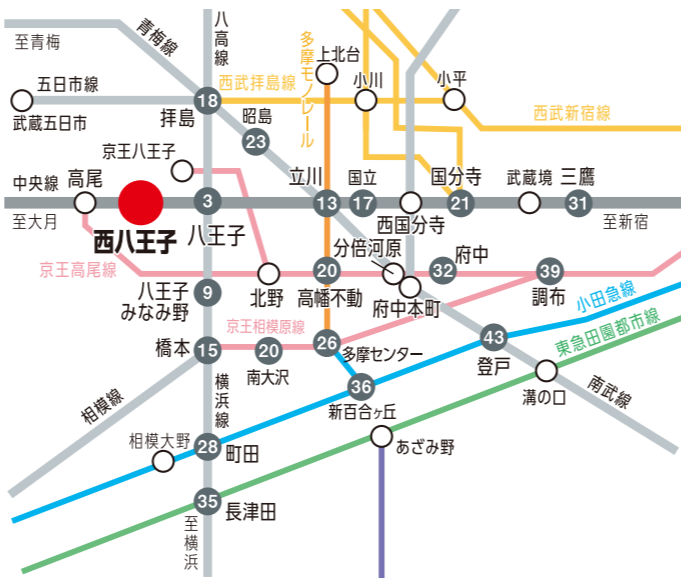 至青梅
青梅線
八高線
多摩モノレール
上北台
五日市線
西武拝島線
小川
小平
武蔵五日市
18
拝島
昭島
23
西武新宿線
京王八王子
中央線
高尾
立川
国立
国分寺
武蔵境
三鷹
3
13
17
21
31
至大月
西八王子
八王子
西国分寺
至新宿
京王高尾線
分倍河原
府中
9
20
32
39
八王子
みなみ野
北野
高幡不動
府中本町
調布
小田急線
京王相模原線
26
43
東急田園都市線
橋本
15
20
多摩センター
登戸
南大沢
36
相模線
横浜線
新百合ヶ丘
溝の口
南武線
相模大野
28
町田
あざみ野
35
長津田
至横浜